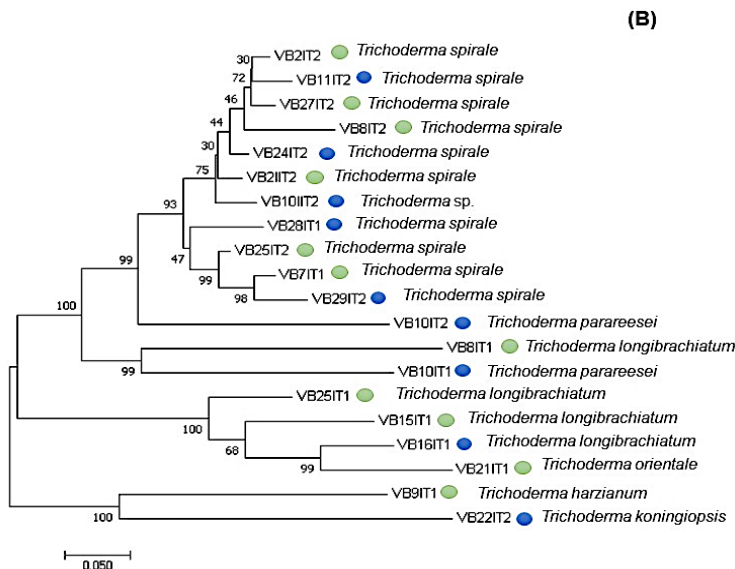 (B)
30 VB2IT2 Trichoderma spirale
72 VB11IT2 Trichoderma spirale
46 VB27IT2 Trichoderma spirale
44 VB8IT2 Trichoderma spirale
30 VB24IT2 Trichoderma spirale
75 VB2IIT2 Trichoderma spirale
93 VB10IIT2 Trichoderma sp.
VB28IT1 Trichoderma spirale
47 VB25IT2 Trichoderma spirale
99 99 VB7IT1 Trichoderma spirale
98 VB29IT2 Trichoderma spirale
100 VB10IT2 Trichoderma parareesei
VB8IT1 Trichoderma longibrachiatum
99 VB10IT1 Trichoderma parareesei
VB25IT1 Trichoderma longibrachiatum
100 VB15IT1 Trichoderma longibrachiatum
68 VB16IT1 Trichoderma longibrachiatum
99 VB21IT1 Trichoderma orientale
VB9IT1 Trichoderma harzianum
100 VB22IT2 Trichoderma koningiopsis
0.050